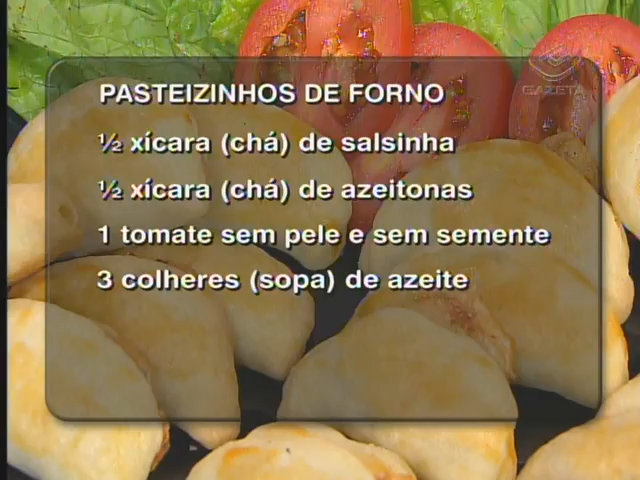 GAZETA
PASTEIZINHOS DE FORNO
½ xícara (chá) de salsinha
½ xícara (chá) de azeitonas
1 tomate sem pele e sem semente
3 colheres (sopa) de azeite